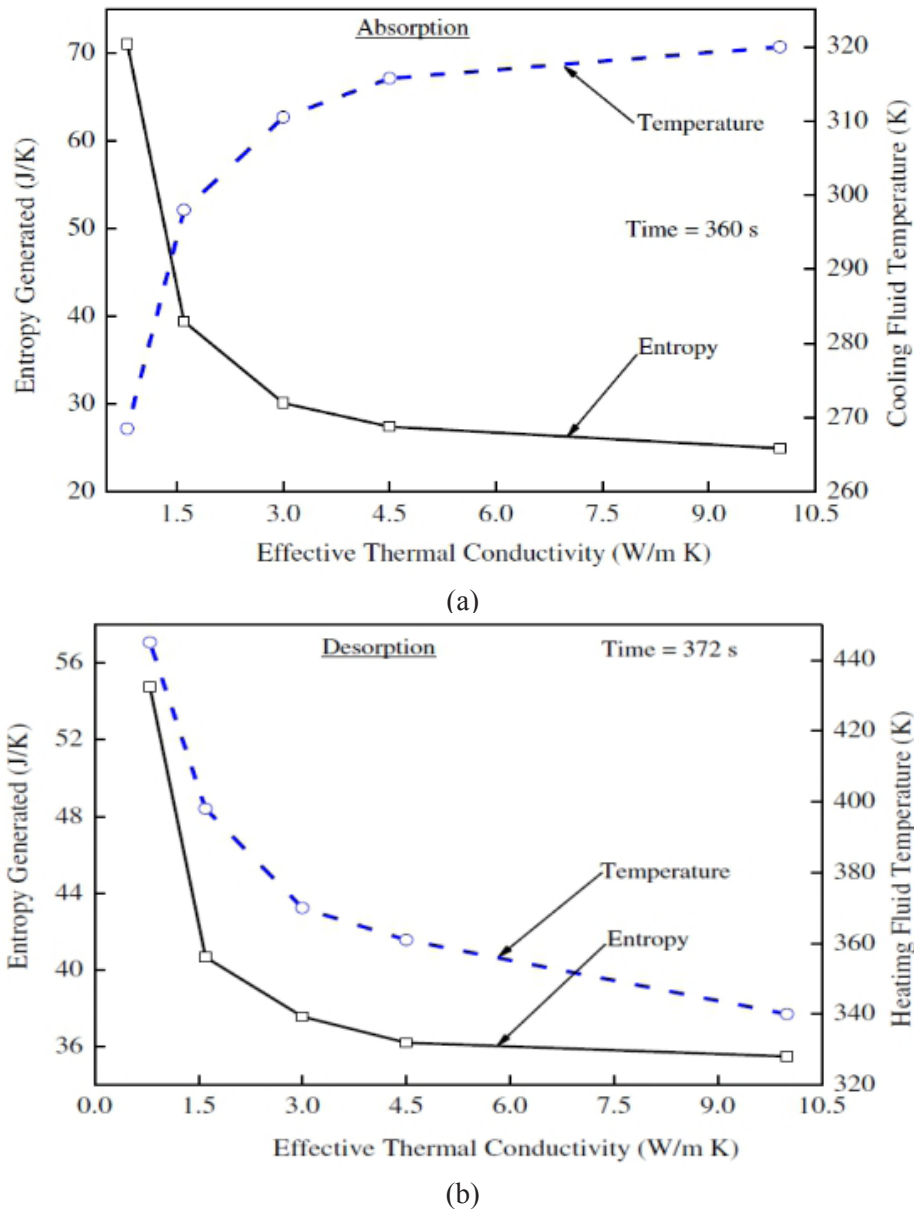 (a)
Absorption
70
60
50
40
30
20
Entropy Generated (J/K)
320
310
300
290
280
270
260
Cooling Fluid Temperature (K)
Temperature
Time = 360 s
Entropy
1.5 3.0 4.5 6.0 7.5 9.0 10.5
Effective Thermal Conductivity (W/m K)
(a)
Desorption
Time = 372 s
56
52
48
44
40
36
Entropy Generated (J/K)
440
420
400
380
360
340
320
Heating Fluid Temperature (K)
Temperature
Entropy
0.0 1.5 3.0 4.5 6.0 7.5 9.0 10.5
Effective Thermal Conductivity (W/m K)
(b)